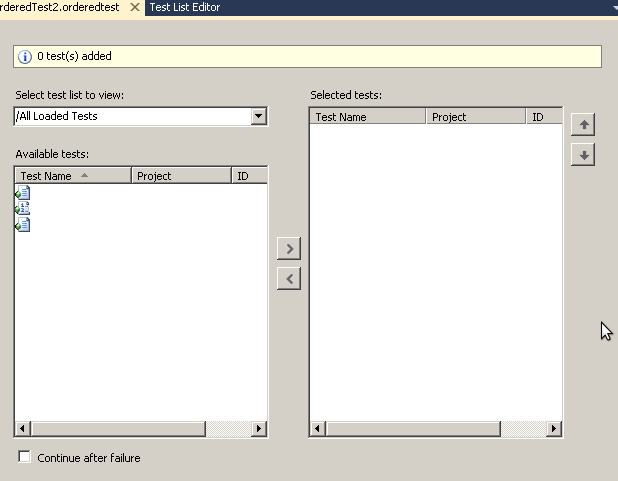 rderedTest2.orderedtest
Test List Editor
0 test(s) added
Select test list to view:
/All Loaded Tests
Available tests:
Test Name Project ID
Selected tests:
Test Name Project ID
Continue after failure